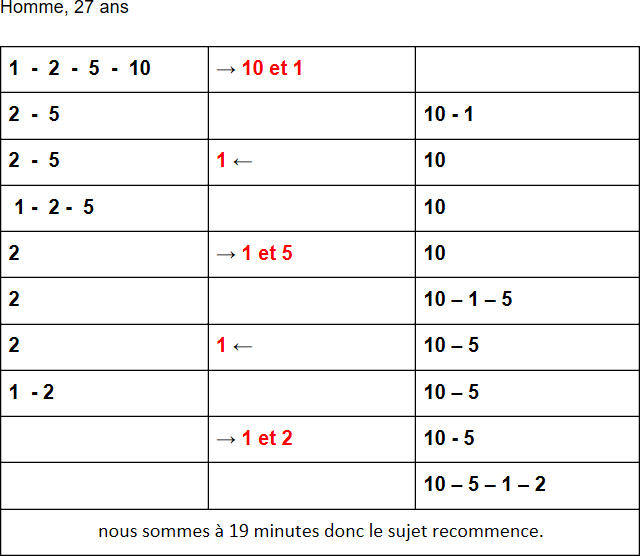 Homme, 27 ans
1 - 2 - 5 - 10 → 10 et 1
2 - 5 10 - 1
2 - 5 1 ← 10
1 - 2 - 5 10
2 → 1 et 5 10
2 10 – 1 – 5
2 1 ← 10 – 5
1 - 2 10 – 5
→ 1 et 2 10 - 5
10 – 5 – 1 – 2
nous sommes à 19 minutes donc le sujet recommence.